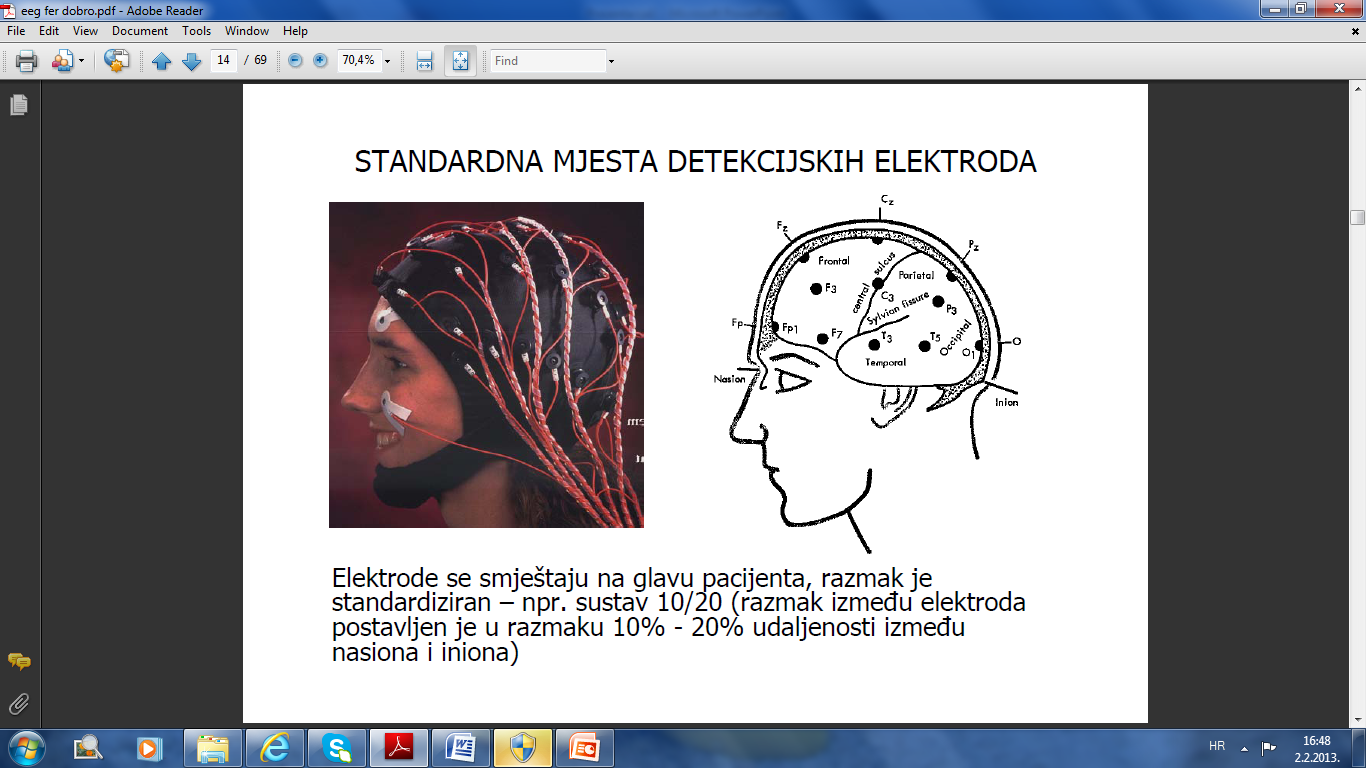 eeg fer dobro.pdf - Adobe Reader
File Edit View Document Tools Window Help
14 / 69 70,4% Find
STANDARDNA MJESTA DETEKCIJSKIH ELEKTRODA
Cz
Fz
Pz
Frontal
central sulcus
Parietal
F3
C3
P3
Sylvian fissure
Fp
Fp1
F7
T3
T5
Occipital
O1
O
Temporal
Nasion
Inion
Elektrode se smještaju na glavu pacijenta, razmak je
standardiziran – npr. sustav 10/20 (razmak između elektroda
postavljen je u razmaku 10% - 20% udaljenosti između
nasiona i iniona)
HR
16:48
2.2.2013.